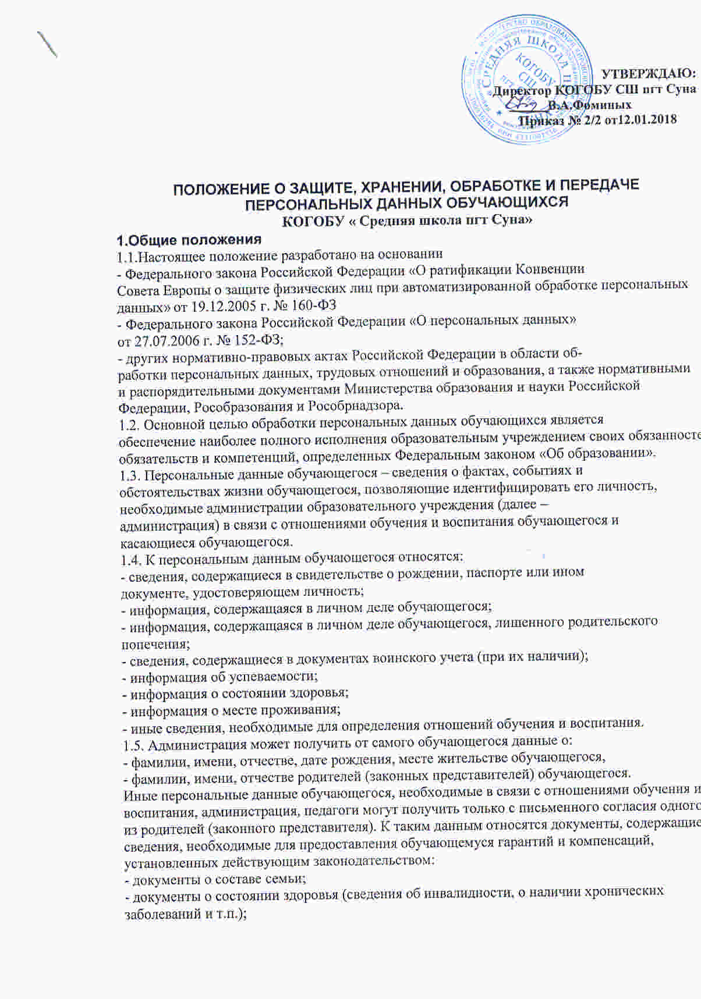 СРЕДНЯЯ ШКОЛА
КОГОБУ
СШ
УТВЕРЖДАЮ:
Директор КОГОБУ СШ пгт Суна
В.А.Фоминых
Приказ № 2/2 от12.01.2018
ПОЛОЖЕНИЕ О ЗАЩИТЕ, ХРАНЕНИИ, ОБРАБОТКЕ И ПЕРЕДАЧЕ
ПЕРСОНАЛЬНЫХ ДАННЫХ ОБУЧАЮЩИХСЯ
КОГОБУ « Средняя школа пгт Суна»
1.Общие положения
1.1.Настоящее положение разработано на основании
- Федерального закона Российской Федерации «О ратификации Конвенции
Совета Европы о защите физических лиц при автоматизированной обработке персональных
данных» от 19.12.2005 г. № 160-ФЗ
- Федерального закона Российской Федерации «О персональных данных»
от 27.07.2006 г. № 152-ФЗ;
- других нормативно-правовых актах Российской Федерации в области об-
работки персональных данных, трудовых отношений и образования, а также нормативными
и распорядительными документами Министерства образования и науки Российской
Федерации, Рособразования и Рособрнадзора.
1.2. Основной целью обработки персональных данных обучающихся является
обеспечение наиболее полного исполнения образовательным учреждением своих обязанносте
обязательств и компетенций, определенных Федеральным законом «Об образовании».
1.3. Персональные данные обучающегося – сведения о фактах, событиях и
обстоятельствах жизни обучающегося, позволяющие идентифицировать его личность,
необходимые администрации образовательного учреждения (далее –
администрация) в связи с отношениями обучения и воспитания обучающегося и
касающиеся обучающегося.
1.4. К персональным данным обучающегося относятся:
- сведения, содержащиеся в свидетельстве о рождении, паспорте или ином
документе, удостоверяющем личность;
- информация, содержащаяся в личном деле обучающегося;
- информация, содержащаяся в личном деле обучающегося, лишенного родительского
попечения;
- сведения, содержащиеся в документах воинского учета (при их наличии);
- информация об успеваемости;
- информация о состоянии здоровья;
- информация о месте проживания;
- иные сведения, необходимые для определения отношений обучения и воспитания.
1.5. Администрация может получить от самого обучающегося данные о:
- фамилии, имени, отчестве, дате рождения, месте жительстве обучающегося,
- фамилии, имени, отчестве родителей (законных представителей) обучающегося.
Иные персональные данные обучающегося, необходимые в связи с отношениями обучения и
воспитания, администрация, педагоги могут получить только с письменного согласия одного
из родителей (законного представителя). К таким данным относятся документы, содержащие
сведения, необходимые для предоставления обучающемуся гарантий и компенсаций,
установленных действующим законодательством:
- документы о составе семьи;
- документы о состоянии здоровья (сведения об инвалидности, о наличии хронических
заболеваний и т.п.);